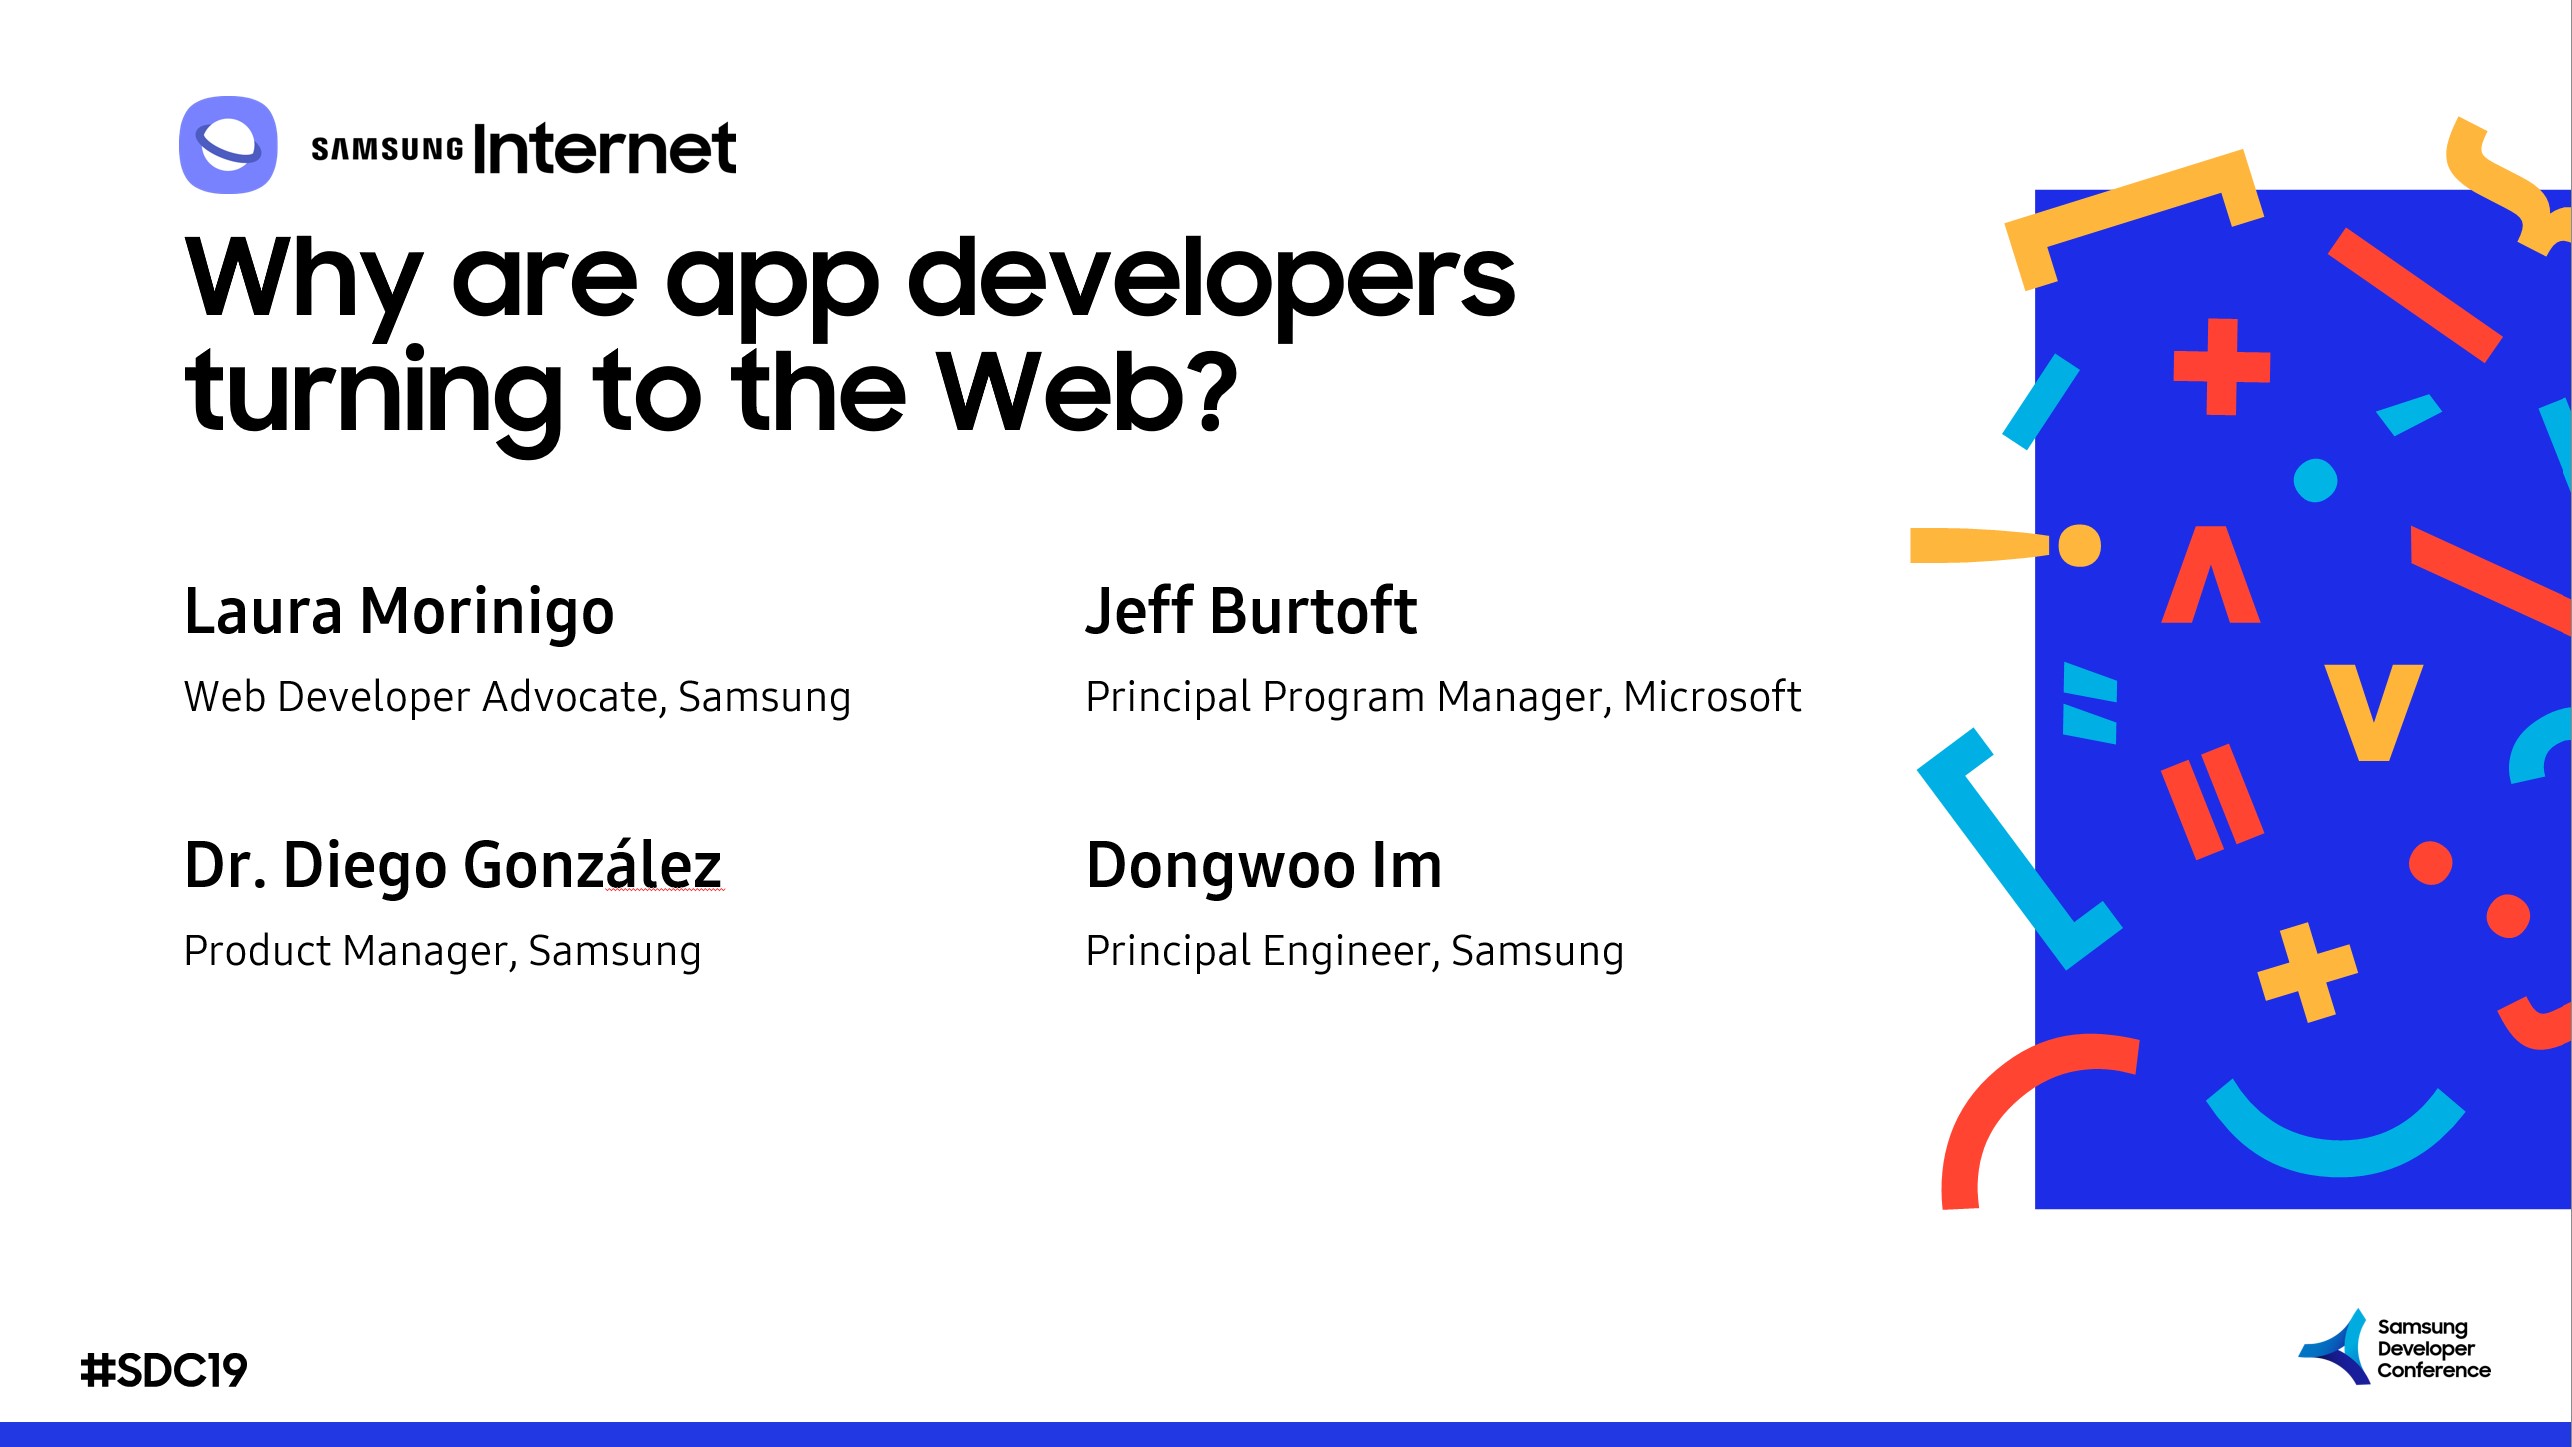 SAMSUNG Internet
Why are app developers
turning to the Web?
Laura Morinigo
Web Developer Advocate, Samsung
Jeff Burtoft
Principal Program Manager, Microsoft
Dr. Diego González
Product Manager, Samsung
Dongwoo Im
Principal Engineer, Samsung
#SDC19
Samsung
Developer
Conference